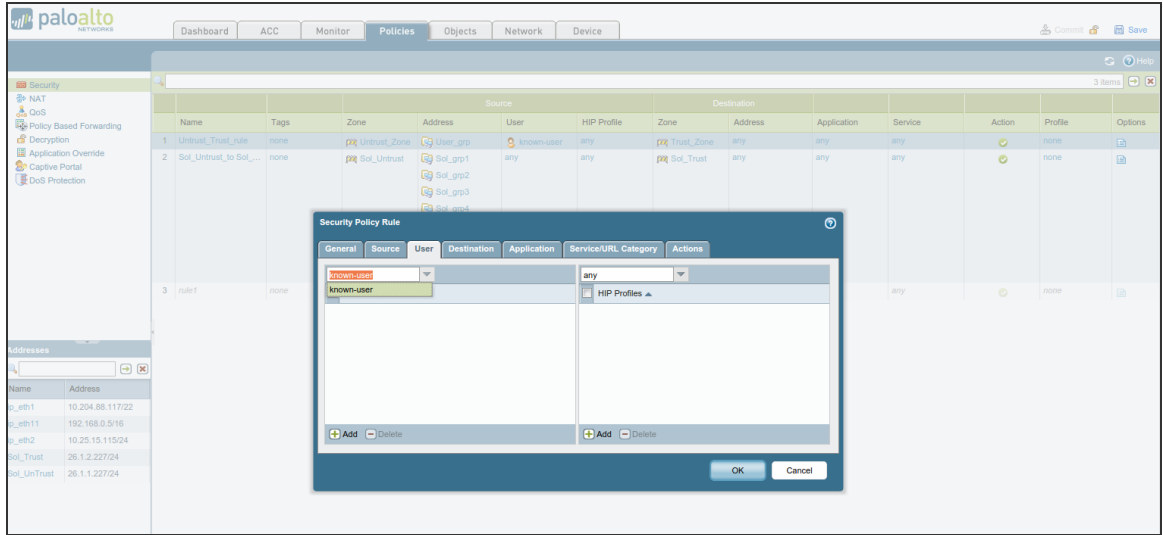 paloalto
NETWORKS
Dashboard ACC Monitor Policies Objects Network Device
Commit Save
Help
Security
NAT
QoS
Policy Based Forwarding
Decryption
Application Override
Captive Portal
DoS Protection
3 items
Source Destination
Name Tags Zone Address User HIP Profile Zone Address Application Service Action Profile Options
1 Untrust_Trust_rule none Untrust_Zone User_grp known-user any Trust_Zone any any any none
2 Sol_Untrust_to Sol_... none Sol_Untrust Sol_grp1 any any Sol_Trust any any any none
Sol_grp2
Sol_grp3
Sol_grp4
3 rule1 none any none
Security Policy Rule
General Source User Destination Application Service/URL Category Actions
known-user
known-user
any
HIP Profiles
Add Delete
Add Delete
OK Cancel
Addresses
Name Address
p_eth1 10.204.88.117/22
p_eth11 192.168.0.5/16
p_eth2 10.25.15.115/24
Sol_Trust 26.1.2.227/24
Sol_UnTrust 26.1.1.227/24